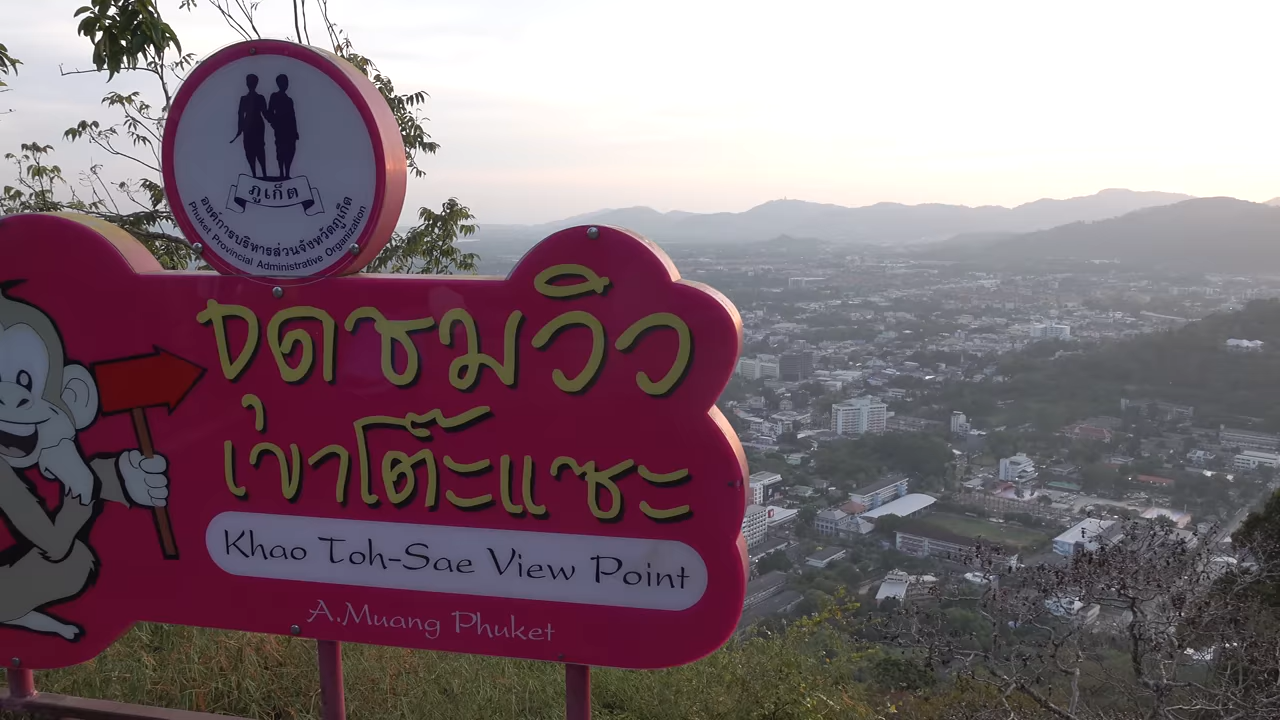 ภูเก็ต
องค์การบริหารส่วนจังหวัดภูเก็ต
Phuket Provincial Administrative Organization
จุดชมวิว
เขาโต๊ะแซะ
Khao Toh-Sae View Point
A.Muang Phuket